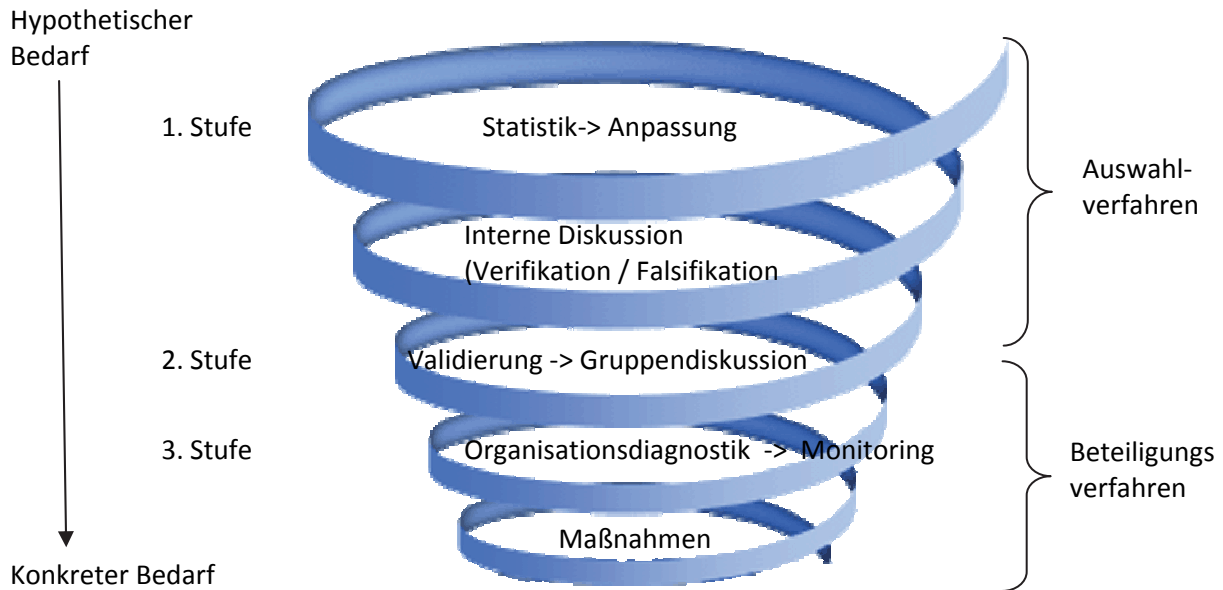 Hypothetischer
Bedarf
1. Stufe
Statistik-> Anpassung
Interne Diskussion
(Verifikation / Falsifikation
Auswahl-
verfahren
2. Stufe
Validierung -> Gruppendiskussion
3. Stufe
Organisationsdiagnostik -> Monitoring
Beteiligungs
verfahren
Maßnahmen
Konkreter Bedarf